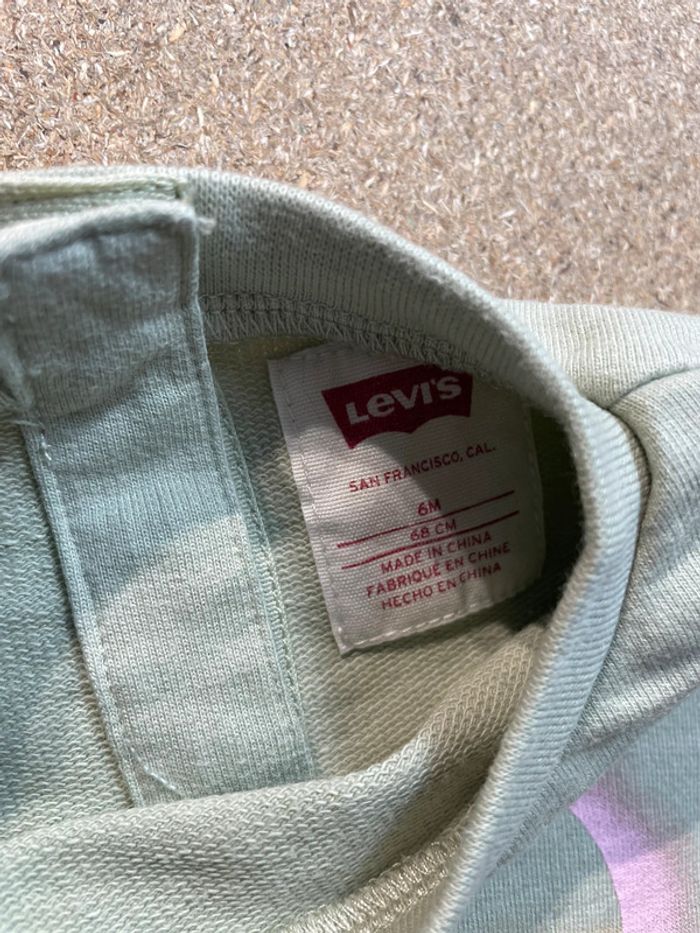 LEVI'S
SAN FRANCISCO, CAL.
6M
68 CM
MADE IN CHINA
FABRIQUÉ EN CHINE
HECHO EN CHINA